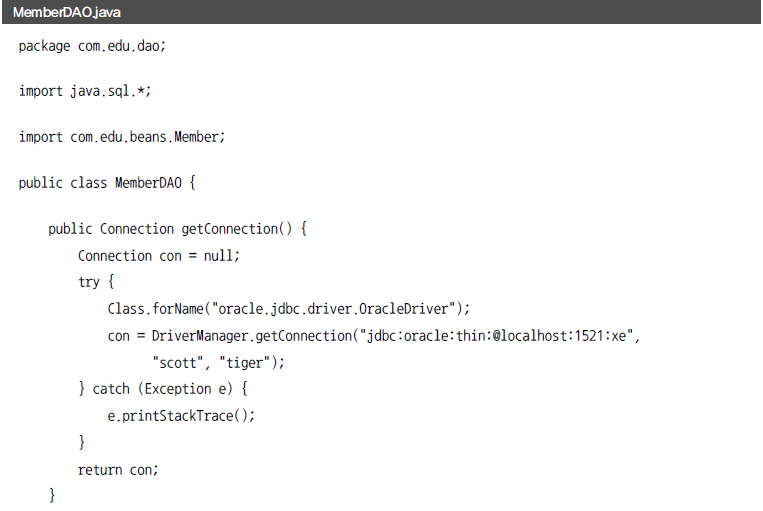 MemberDAO.java
package com.edu.dao;
import java.sql.*;
import com.edu.beans.Member;
public class MemberDAO {
public Connection getConnection() {
Connection con = null;
try {
Class.forName("oracle.jdbc.driver.OracleDriver");
con = DriverManager.getConnection("jdbc:oracle:thin:@localhost:1521:xe",
"scott", "tiger");
} catch (Exception e) {
e.printStackTrace();
}
return con;
}